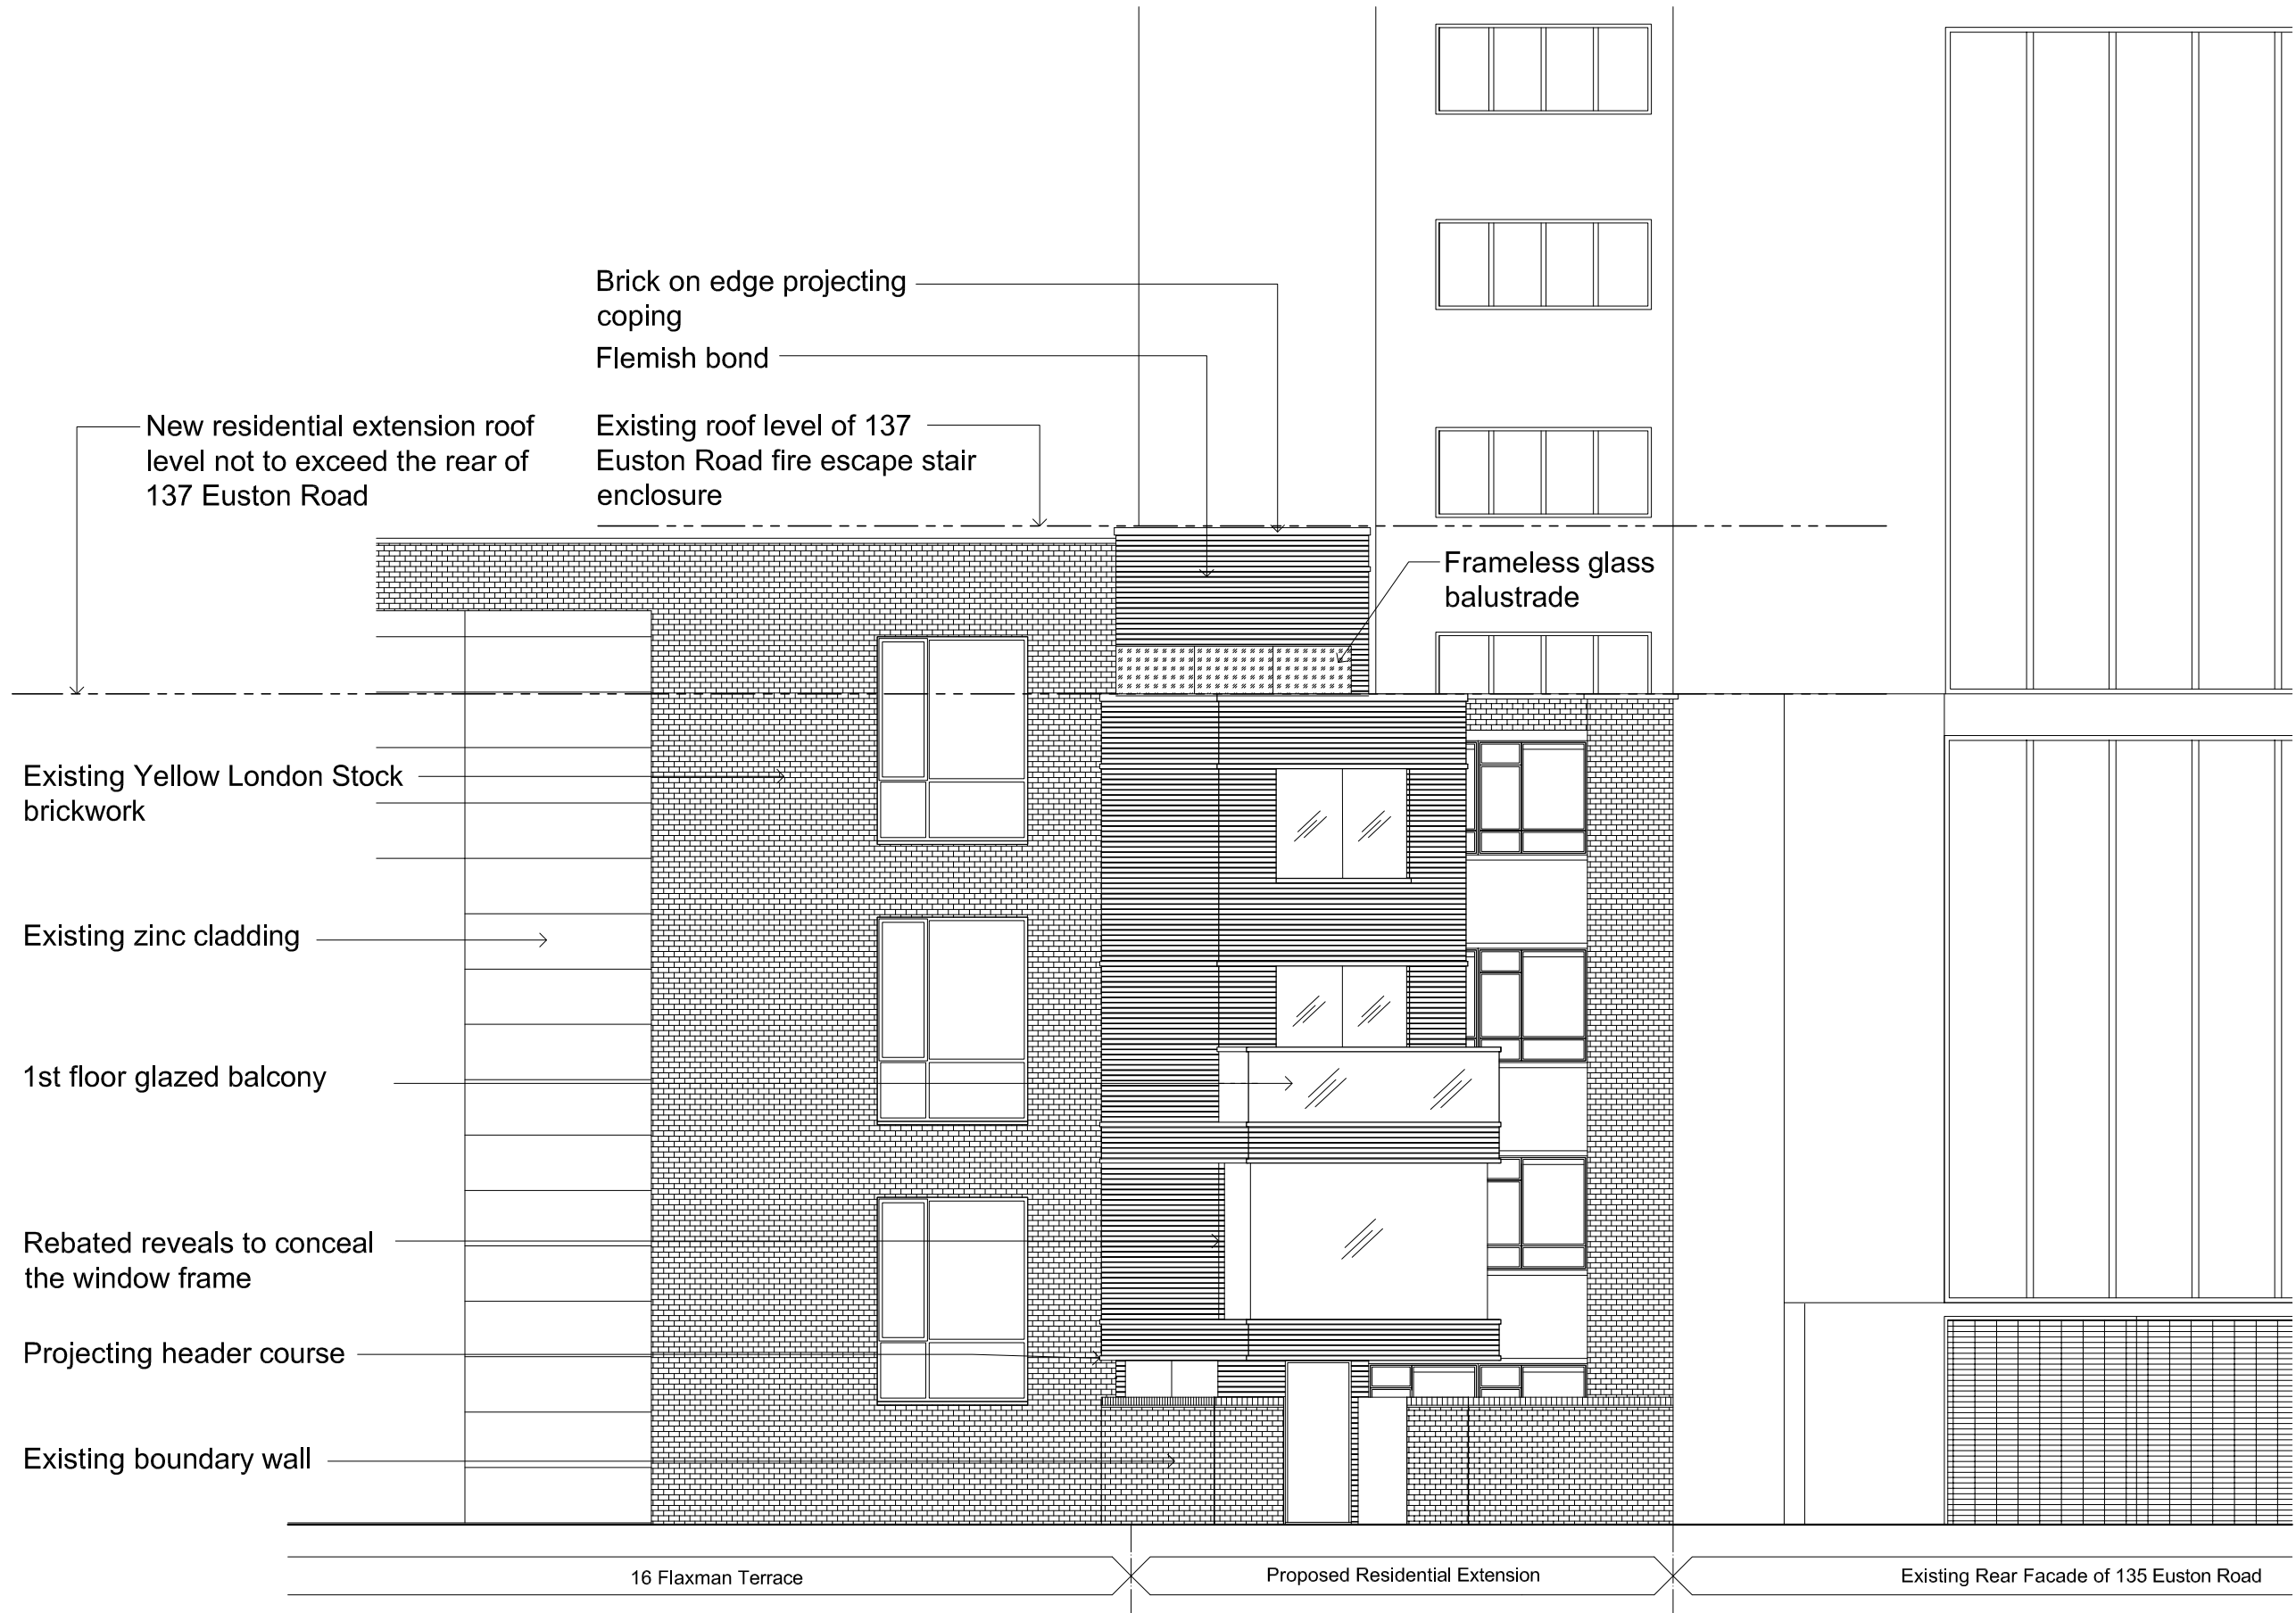 Brick on edge projecting
coping
Flemish bond
New residential extension roof
level not to exceed the rear of
137 Euston Road
Existing roof level of 137
Euston Road fire escape stair
enclosure
Frameless glass
balustrade
Existing Yellow London Stock
brickwork
Existing zinc cladding
1st floor glazed balcony
Rebated reveals to conceal
the window frame
Projecting header course
Existing boundary wall
16 Flaxman Terrace
Proposed Residential Extension
Existing Rear Facade of 135 Euston Road